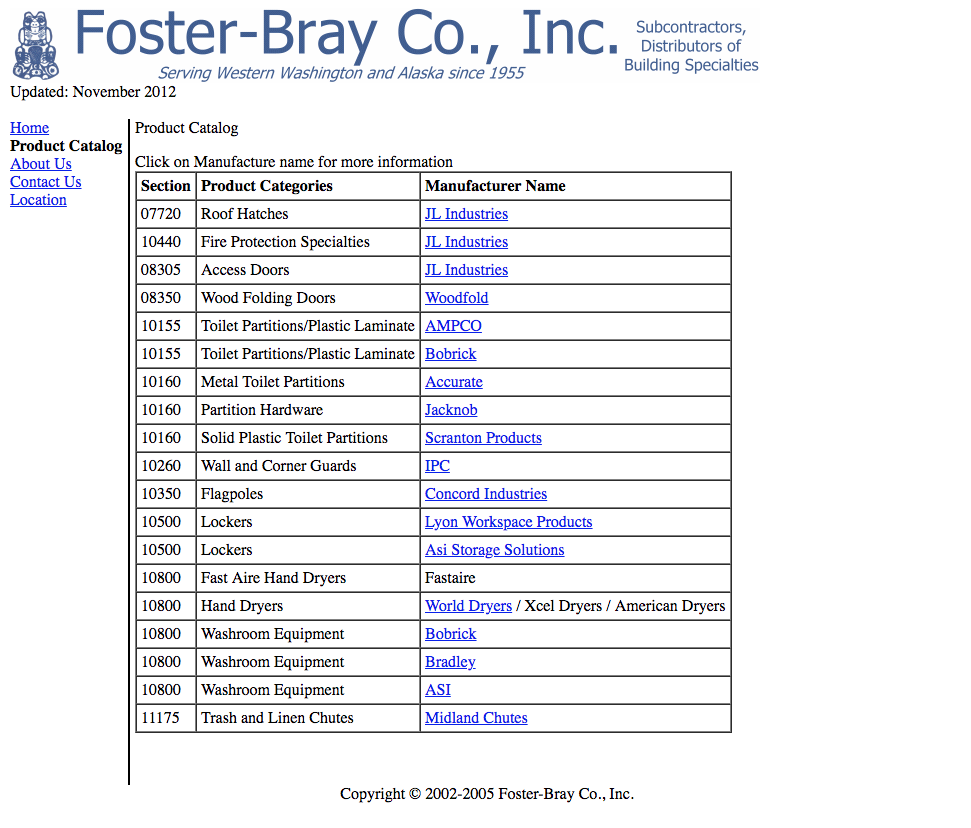 Foster-Bray Co., Inc.
Serving Western Washington and Alaska since 1955
Subcontractors,
Distributors of
Building Specialties
Updated: November 2012
Home
Product Catalog
About Us
Contact Us
Location
Product Catalog
Click on Manufacture name for more information
Section Product Categories Manufacturer Name
07720 Roof Hatches JL Industries
10440 Fire Protection Specialties JL Industries
08305 Access Doors JL Industries
08350 Wood Folding Doors Woodfold
10155 Toilet Partitions/Plastic Laminate AMPCO
10155 Toilet Partitions/Plastic Laminate Bobrick
10160 Metal Toilet Partitions Accurate
10160 Partition Hardware Jacknob
10160 Solid Plastic Toilet Partitions Scranton Products
10260 Wall and Corner Guards IPC
10350 Flagpoles Concord Industries
10500 Lockers Lyon Workspace Products
10500 Lockers Asi Storage Solutions
10800 Fast Aire Hand Dryers Fastaire
10800 Hand Dryers World Dryers / Xcel Dryers / American Dryers
10800 Washroom Equipment Bobrick
10800 Washroom Equipment Bradley
10800 Washroom Equipment ASI
11175 Trash and Linen Chutes Midland Chutes
Copyright © 2002-2005 Foster-Bray Co., Inc.